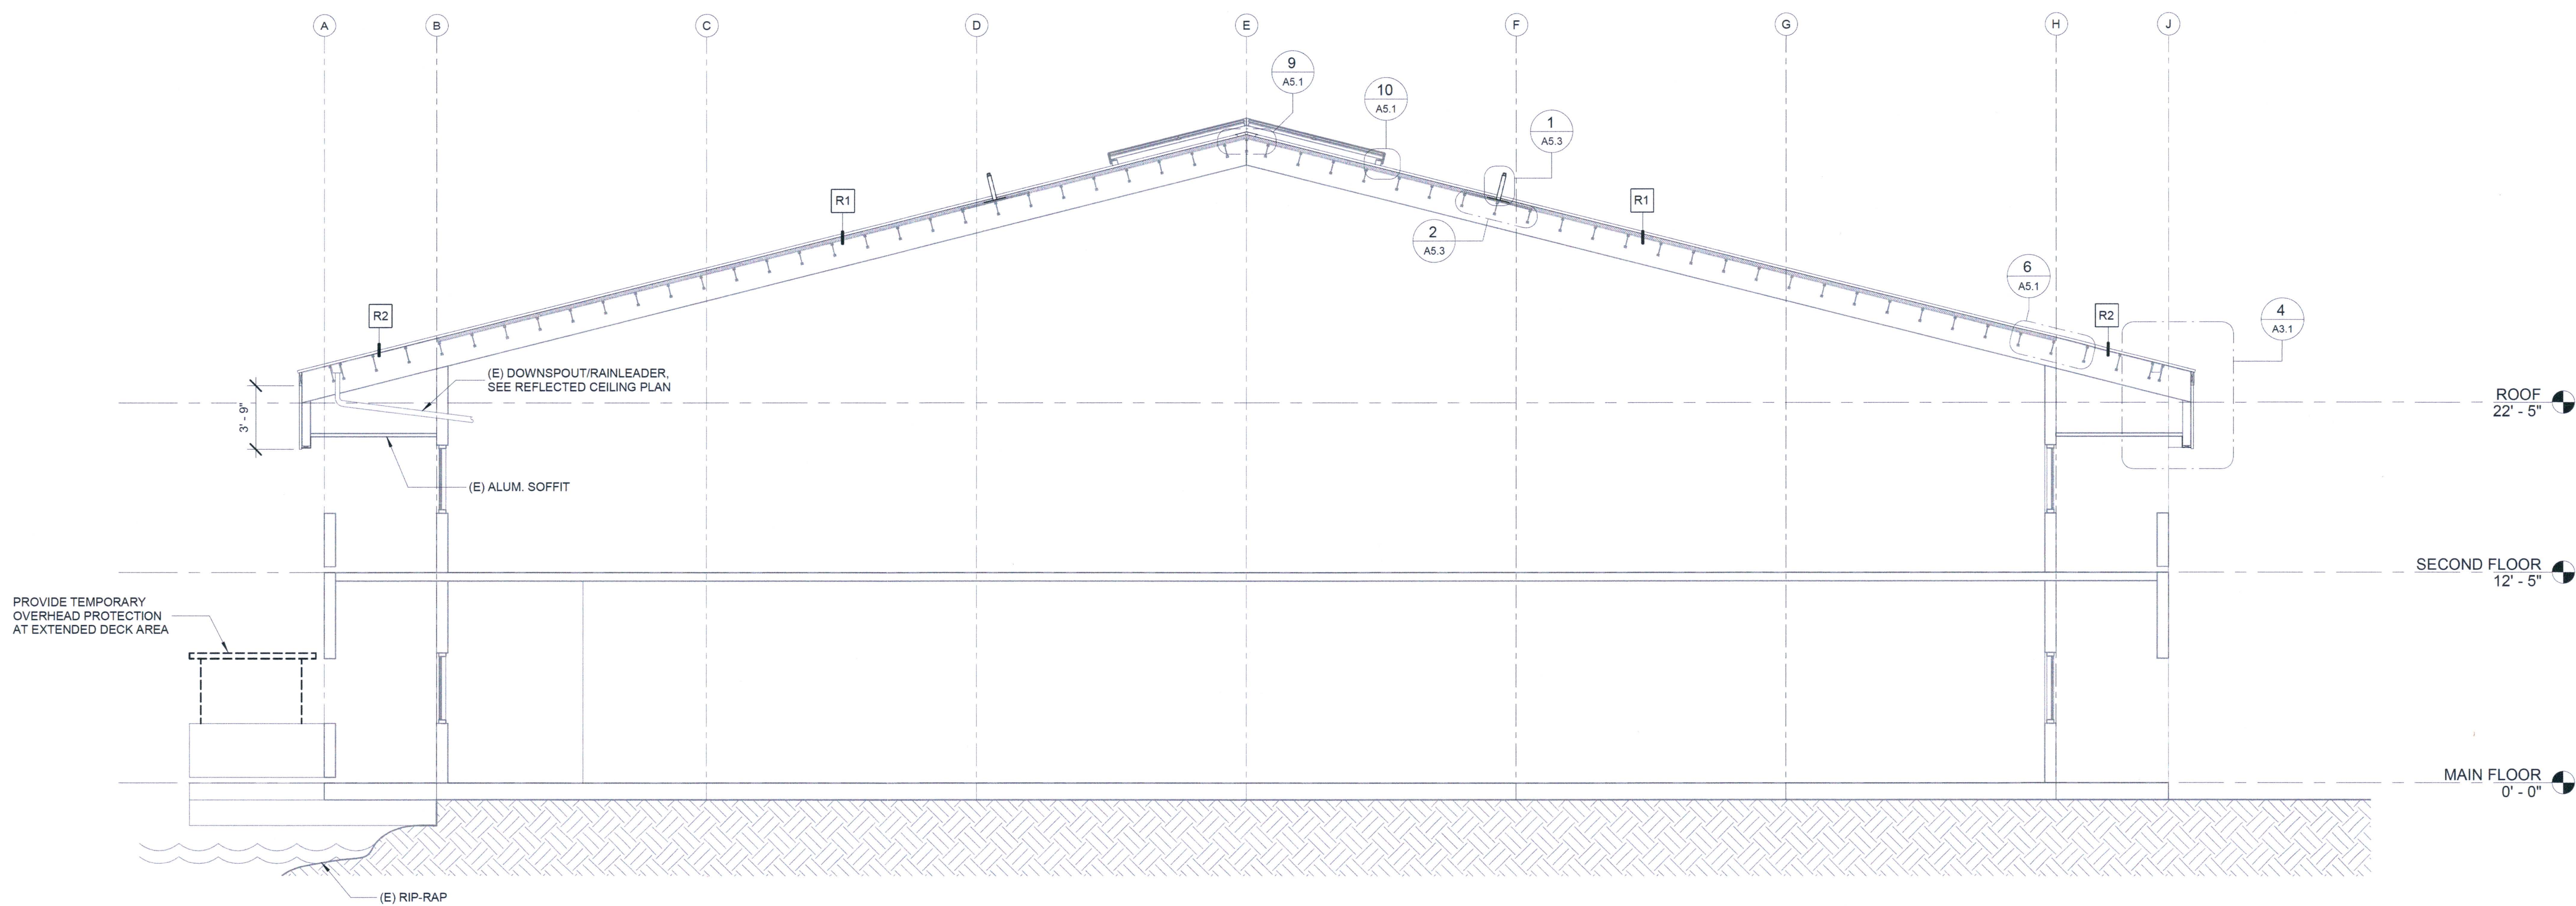 A
B
C
D
E
F
G
H
J
9
A5.1
10
A5.1
1
A5.3
R1
R1
2
A5.3
6
A5.1
R2
R2
4
A3.1
(E) DOWNSPOUT/RAINLEADER,
SEE REFLECTED CEILING PLAN
3' - 9"
ROOF
22' - 5"
(E) ALUM. SOFFIT
SECOND FLOOR
12' - 5"
PROVIDE TEMPORARY
OVERHEAD PROTECTION
AT EXTENDED DECK AREA
MAIN FLOOR
0' - 0"
(E) RIP-RAP